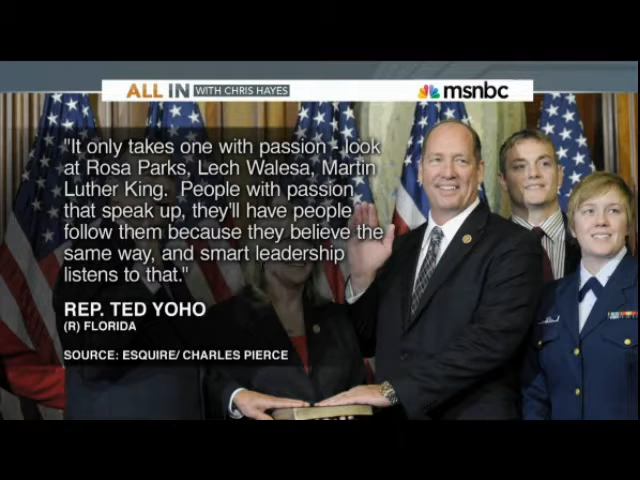 ALL IN WITH CHRIS HAYES
msnbc
"It only takes one with passion - look
at Rosa Parks, Lech Walesa, Martin
Luther King. People with passion
that speak up, they'll have people
follow them because they believe the
same way, and smart leadership
listens to that."
REP. TED YOHO
(R) FLORIDA
SOURCE: ESQUIRE/ CHARLES PIERCE